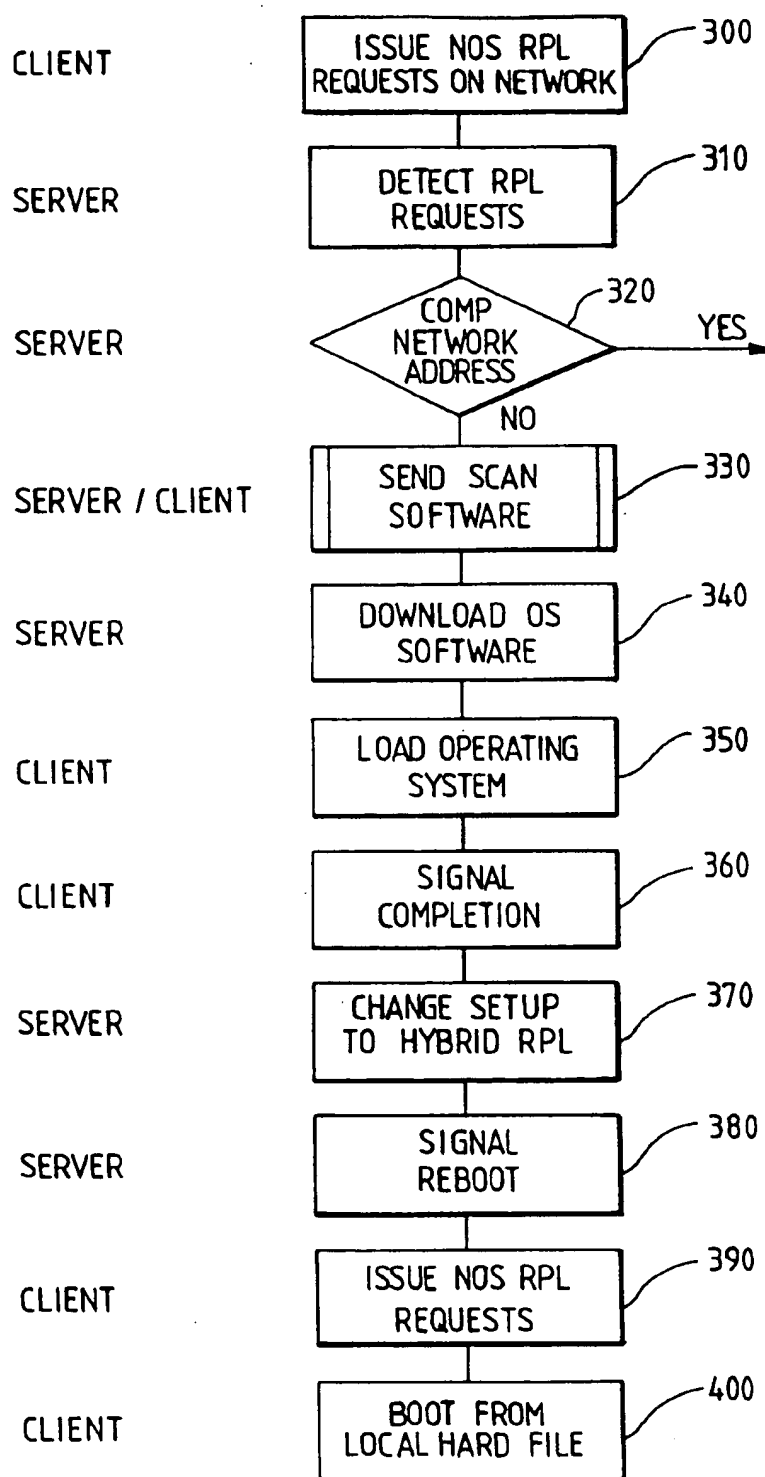 CLIENT
ISSUE NOS RPL
REQUESTS ON NETWORK
300
SERVER
DETECT RPL
REQUESTS
310
SERVER
COMP
NETWORK
ADDRESS
320
YES
NO
SERVER / CLIENT
SEND SCAN
SOFTWARE
330
SERVER
DOWNLOAD OS
SOFTWARE
340
CLIENT
LOAD OPERATING
SYSTEM
350
CLIENT
SIGNAL
COMPLETION
360
SERVER
CHANGE SETUP
TO HYBRID RPL
370
SERVER
SIGNAL
REBOOT
380
CLIENT
ISSUE NOS RPL
REQUESTS
390
CLIENT
BOOT FROM
LOCAL HARD FILE
400